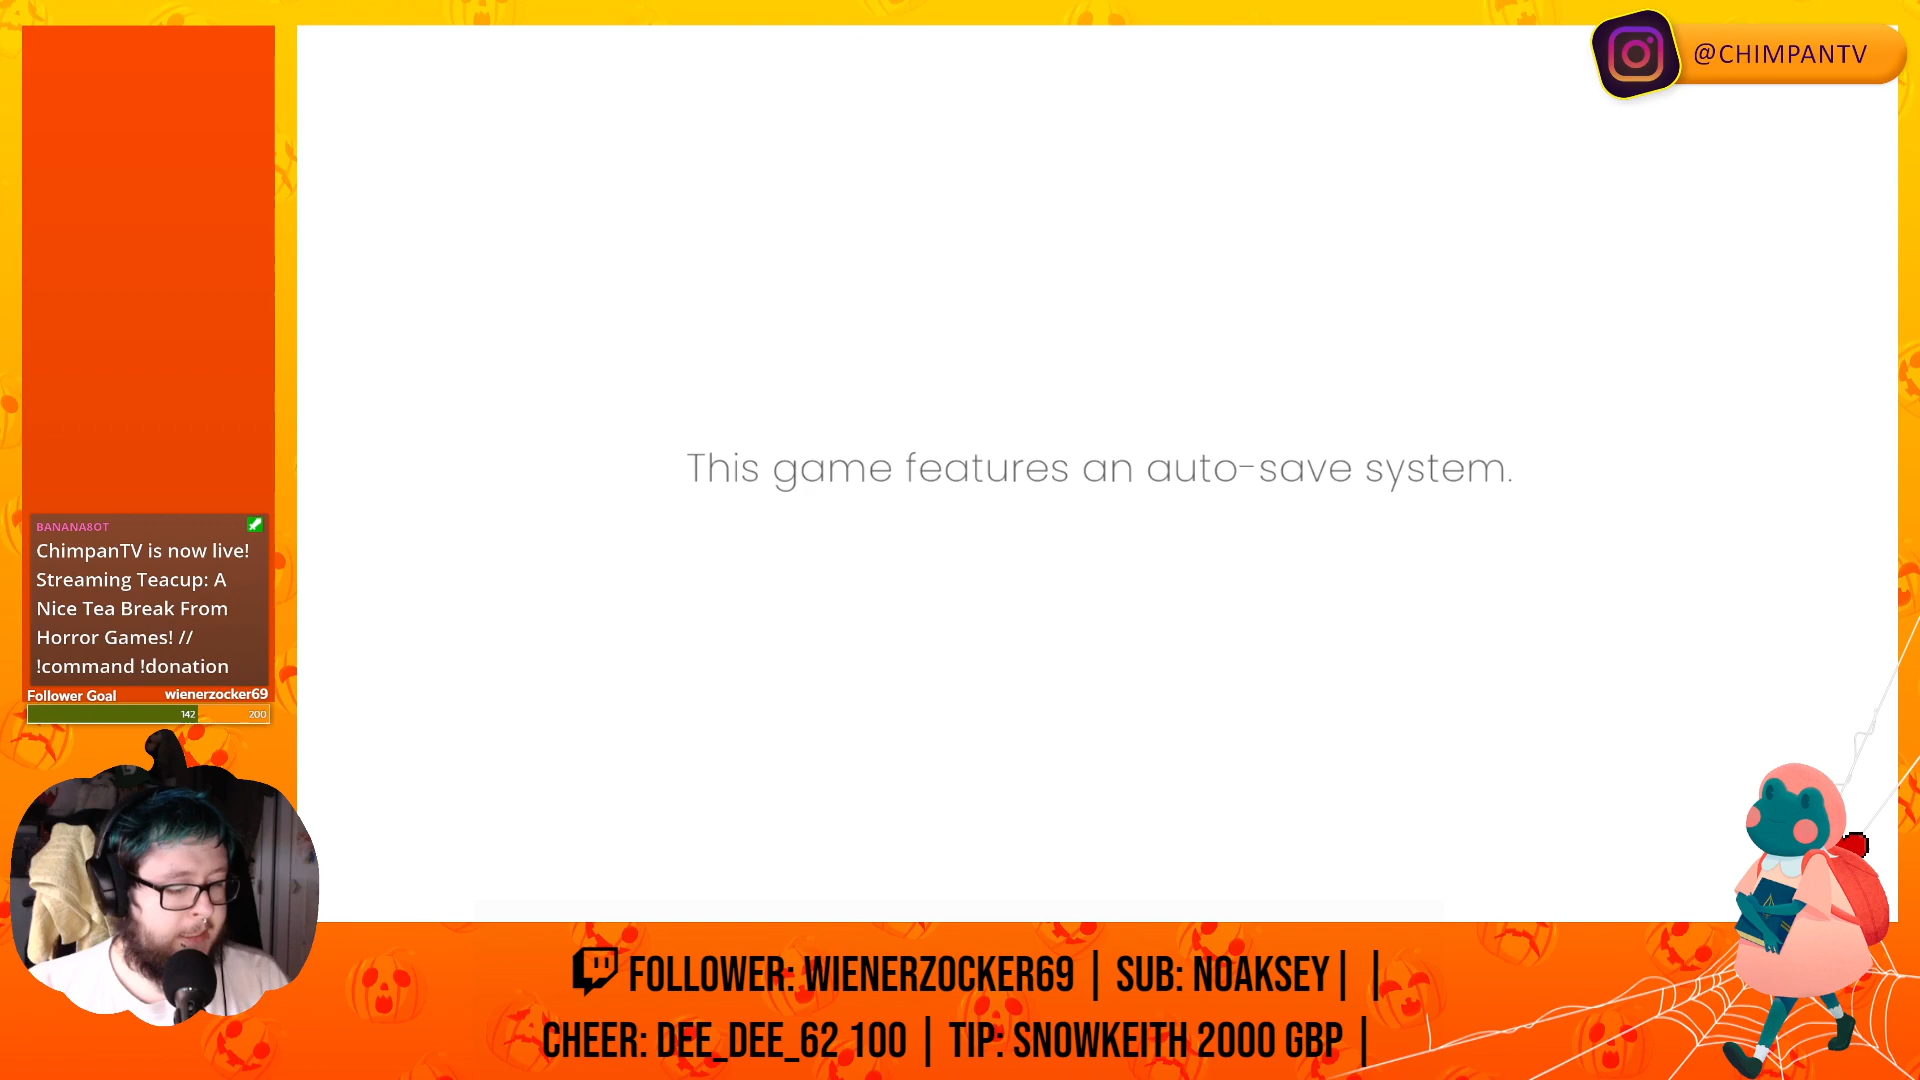 @CHIMPANTV
This game features an auto-save system.
BANANA8OT
ChimpanTV is now live!
Streaming Teacup: A
Nice Tea Break From
Horror Games! //
!command !donation
Follower Goal wienerzocker69
142 200
FOLLOWER: WIENERZOCKER69 | SUB: NOAKSEY| |
CHEER: DEE_DEE_62 100 | TIP: SNOWKEITH 2000 GBP |